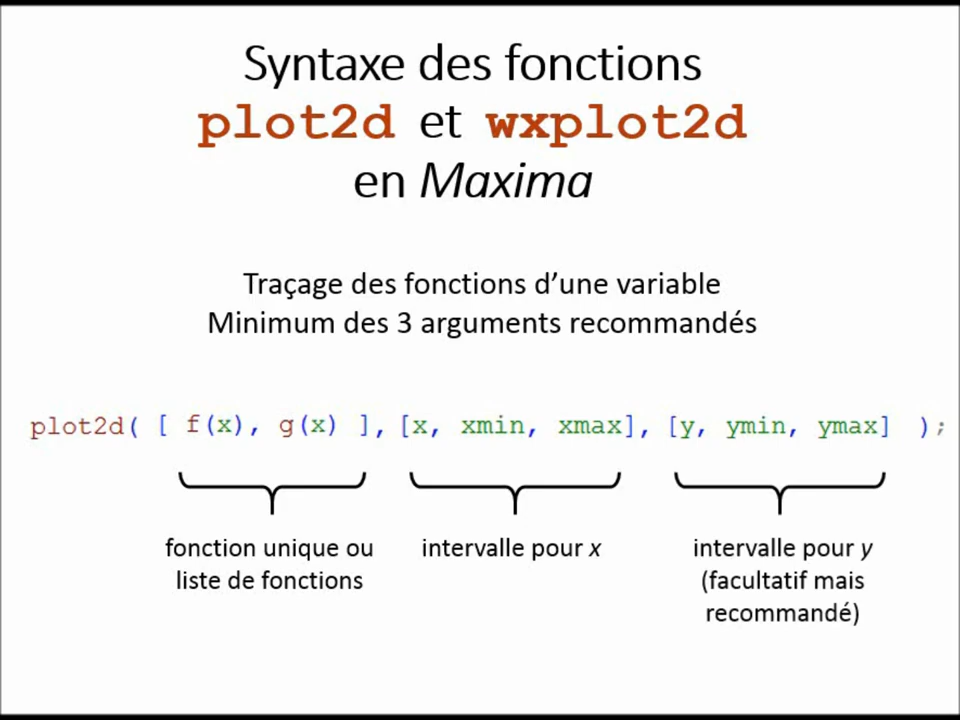 Syntaxe des fonctions
plot2d et wxplot2d
en Maxima
Traçage des fonctions d’une variable
Minimum des 3 arguments recommandés
plot2d( [ f(x), g(x) ], [x, xmin, xmax], [y, ymin, ymax] );
fonction unique ou
liste de fonctions
intervalle pour x
intervalle pour y
(facultatif mais
recommandé)